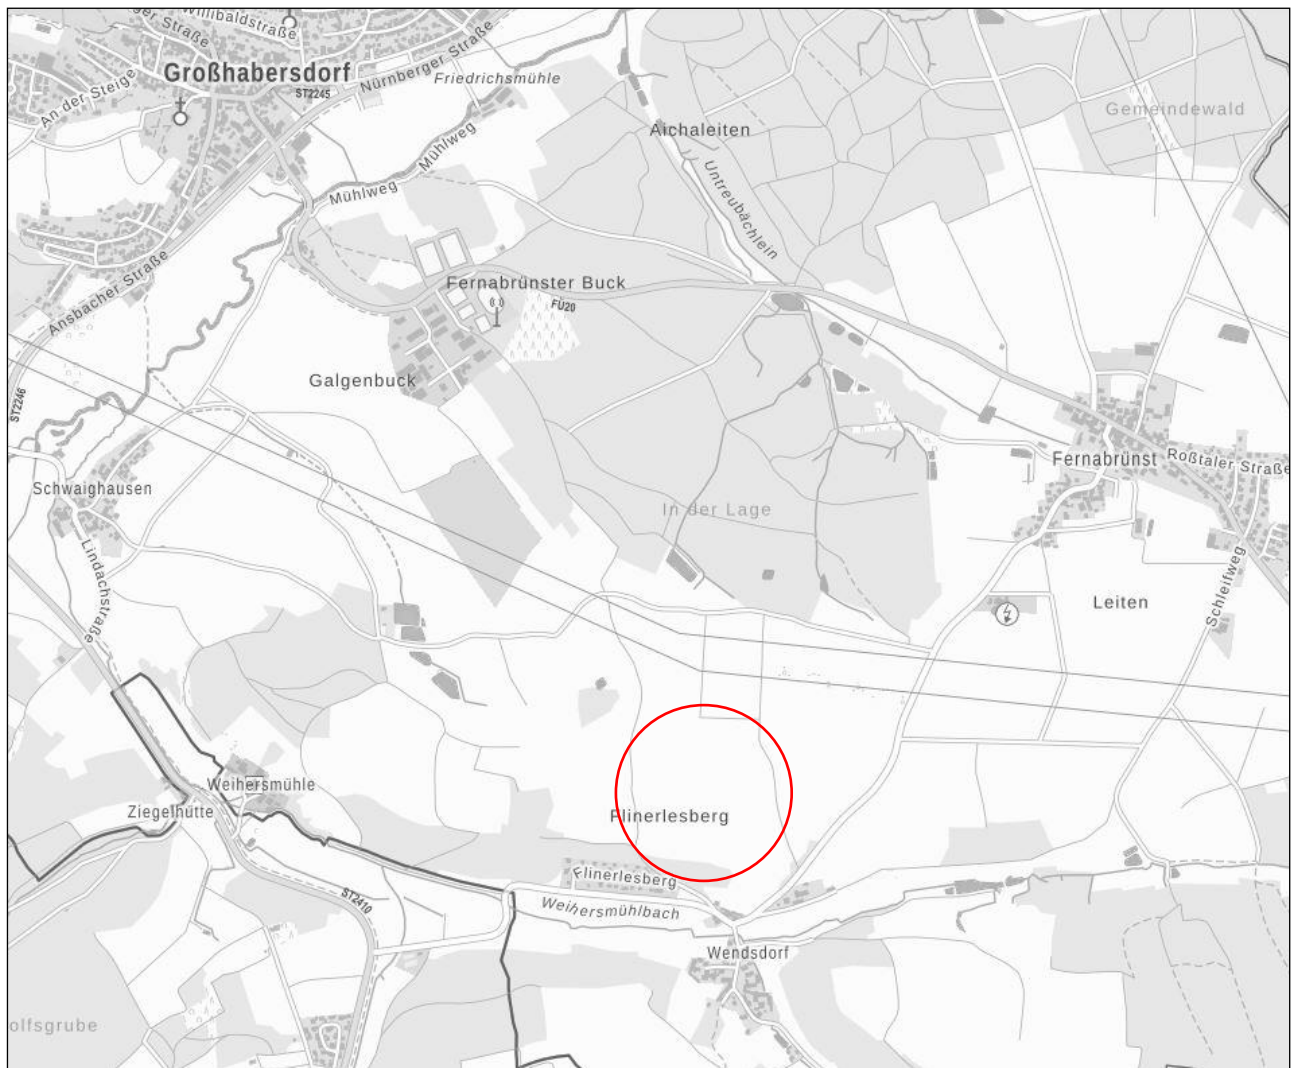 Willibaldstraße
ger Straße
Großhabersdorf
Nürnberger Straße
ST2245
An der Steige
Friedrichsmühle
Gemeindewald
Aichaleiten
Mühlweg
Mühlweg
Untreubächlein
Ansbacher Straße
Fernabrünster Buck
FÜ20
Galgenbuck
ST2246
Fernabrünst
Roßtaler Straße
Schwaighausen
In der Lage
Lindachstraße
Leiten
Schleifweg
Weihersmühle
Ziegelhütte
Flinerlesberg
Flinerlesberg
ST2410
Weihersmühlbach
Wendsdorf
olfsgrube